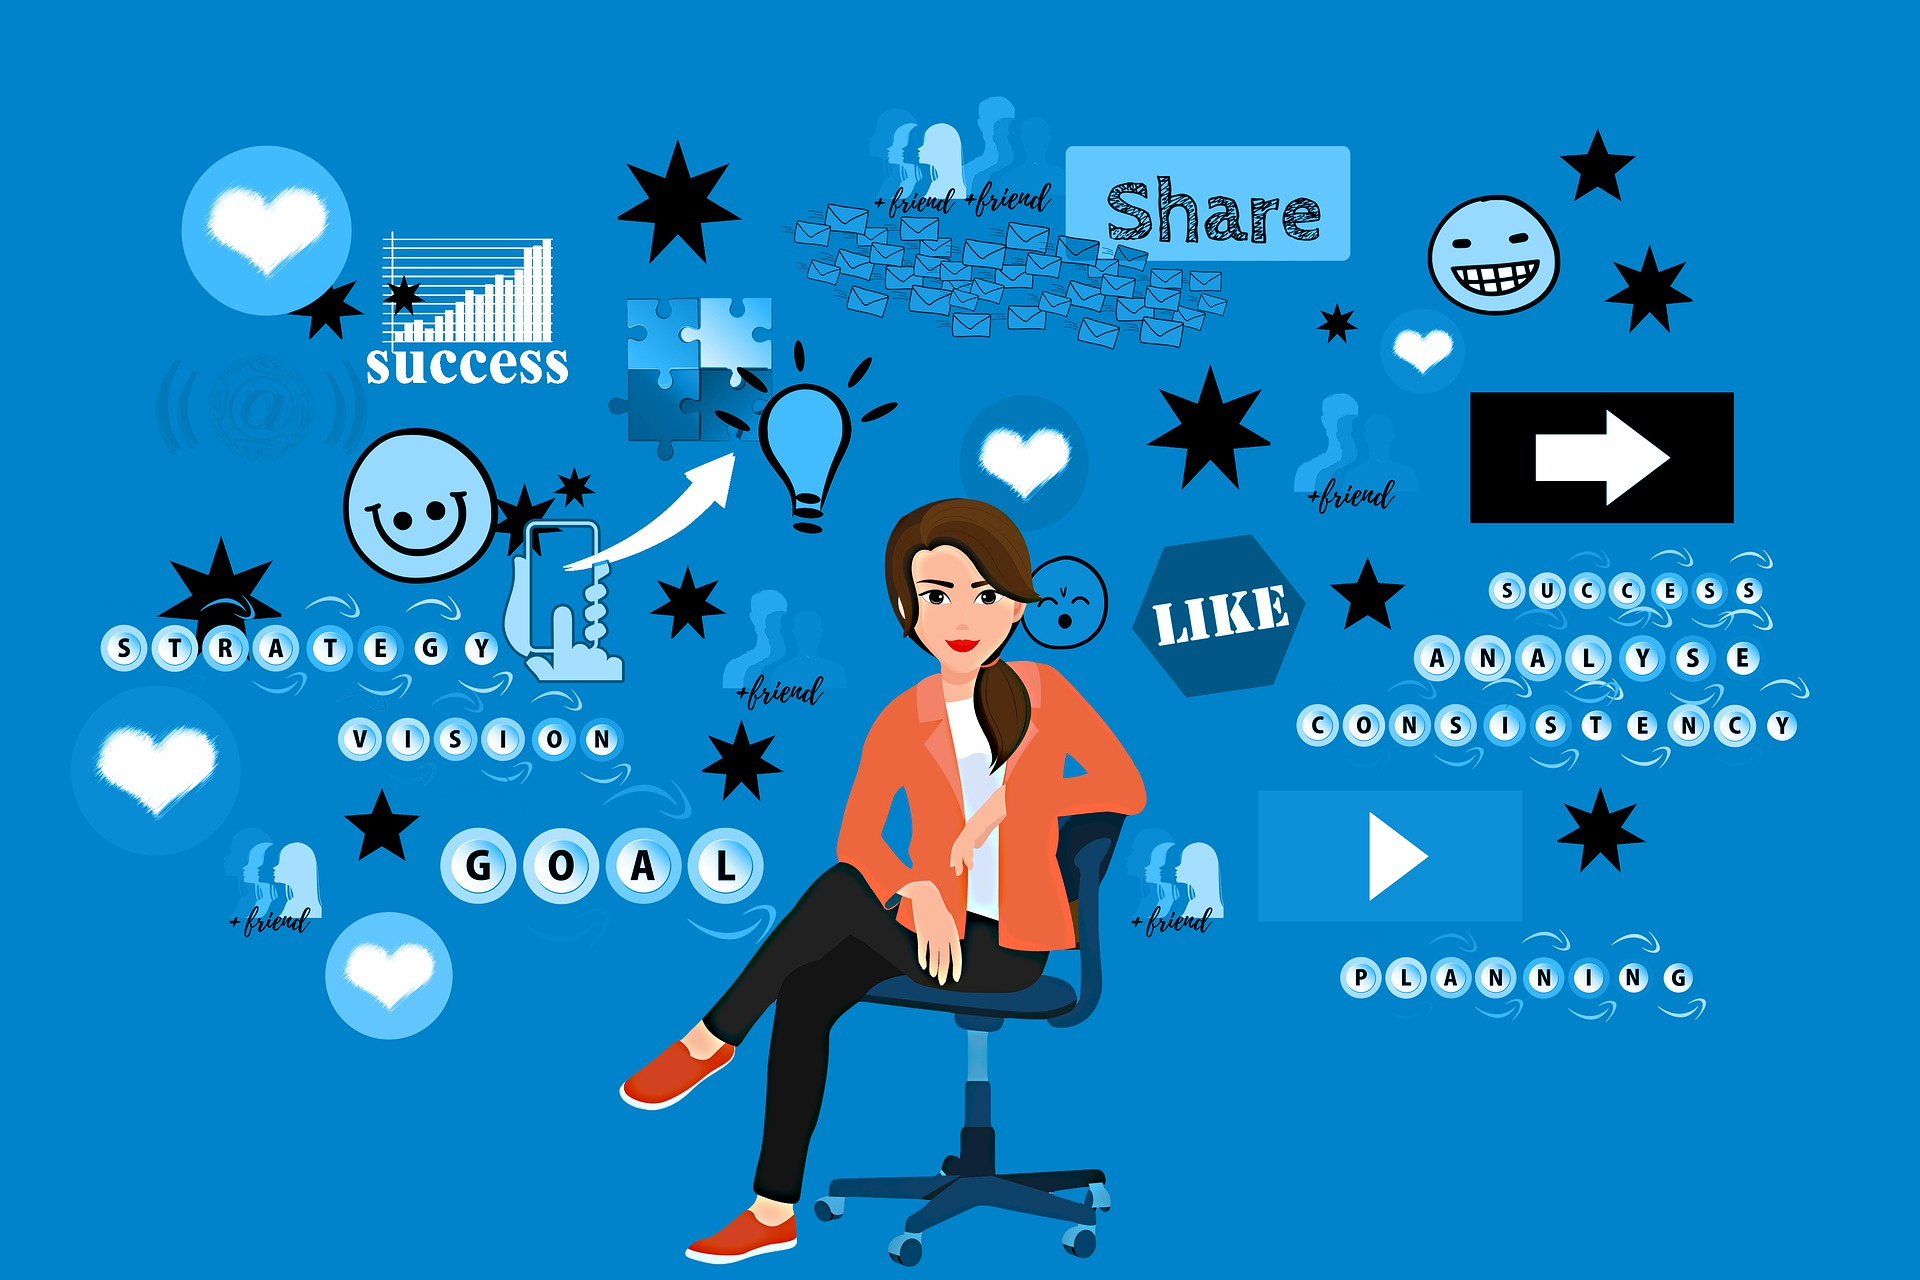 + friend +friend
Share
success
@
+friend
SUCCESS
LIKE
STRATEGY
ANALYSE
+friend
CONSISTENCY
VISION
GOAL
+ friend
+ friend
PLANNING